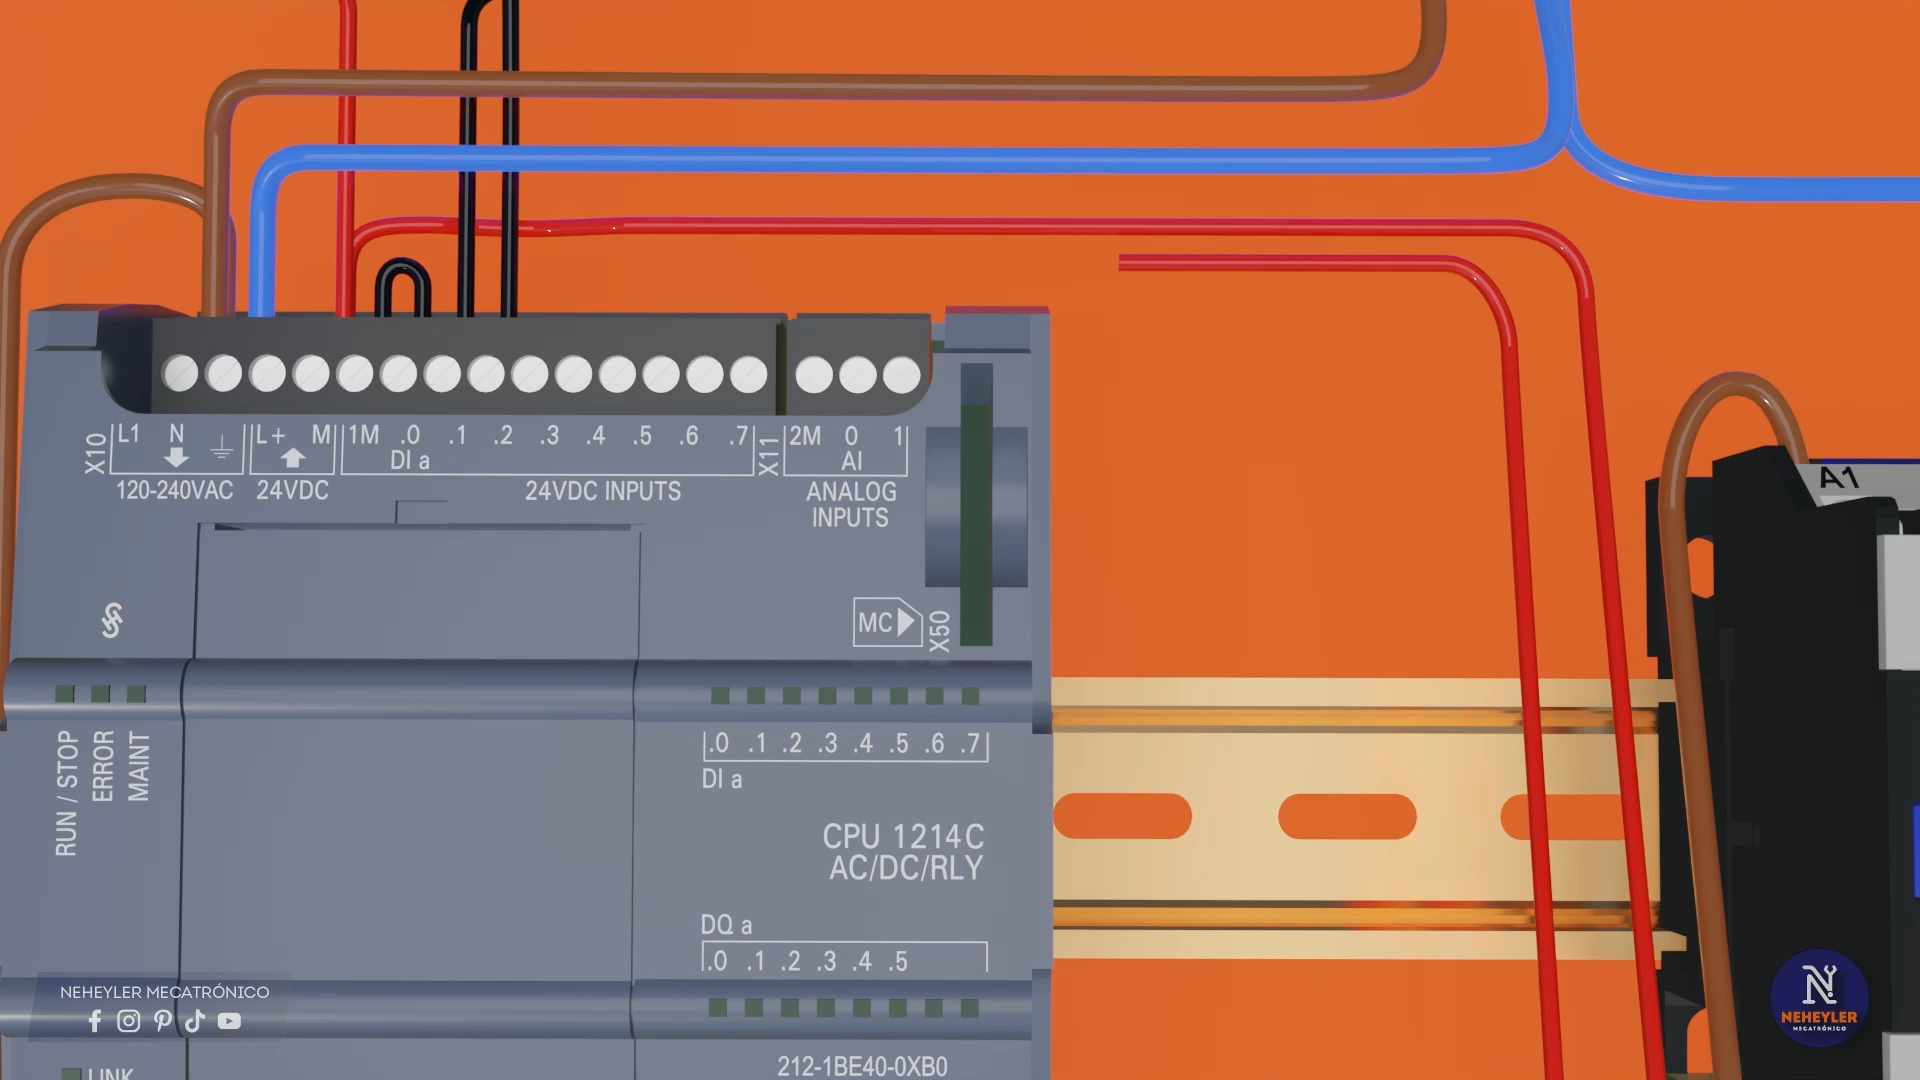 X10
L1 N
120-240VAC
L+ M
24VDC
1M .0 .1 .2 .3 .4 .5 .6 .7
DI a
24VDC INPUTS
X11
2M 0 1
AI
ANALOG
INPUTS
A1
MC
X50
RUN / STOP
ERROR
MAINT
.0 .1 .2 .3 .4 .5 .6 .7
DI a
CPU 1214C
AC/DC/RLY
DQ a
.0 .1 .2 .3 .4 .5
212-1BE40-0XB0
LINK
NEHEYLER MECATRÓNICO
NEHEYLER
MECATRÓNICO